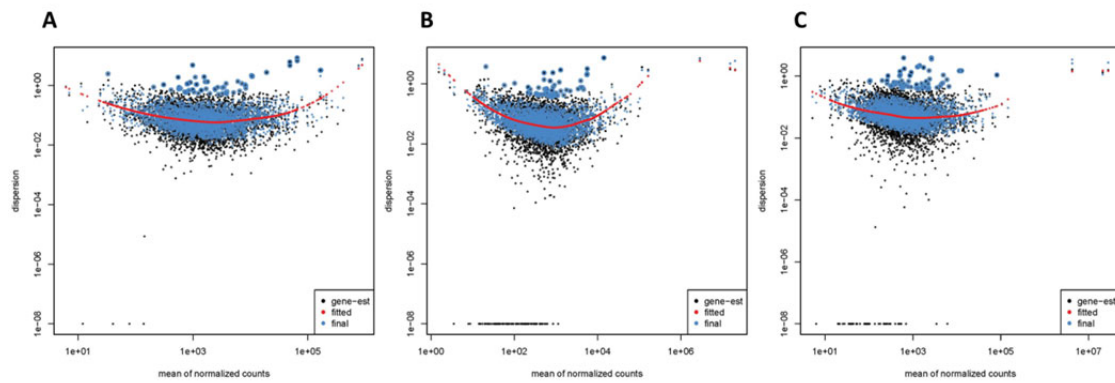 A
B
C
1e+00
1e-02
1e-04
1e-06
1e-08
dispersion
gene-est
fitted
final
1e+01
1e+03
1e+05
mean of normalized counts
1e+00
1e-02
1e-04
1e-06
1e-08
dispersion
gene-est
fitted
final
1e+00
1e+02
1e+04
1e+06
mean of normalized counts
1e+00
1e-02
1e-04
1e-06
1e-08
dispersion
gene-est
fitted
final
1e+01
1e+03
1e+05
1e+07
mean of normalized counts